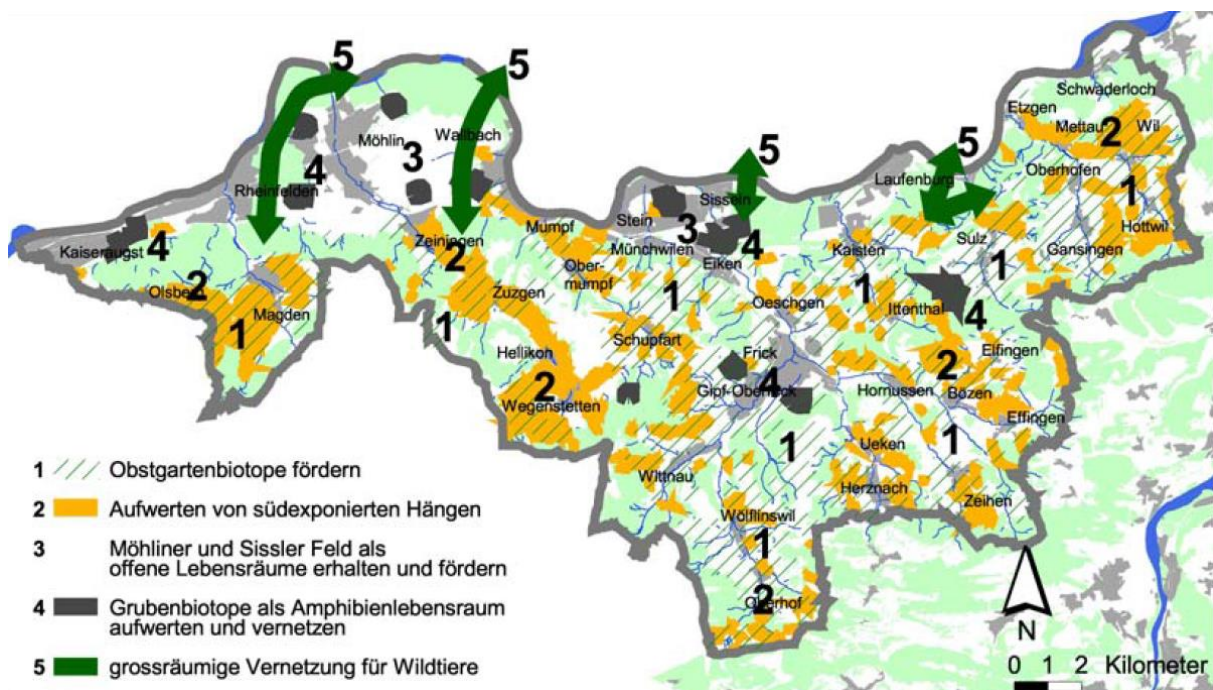 5
5
Schwaderloch
Etzgen
Möhlin
Wallbach
3
4
Rheinfelden
5
5
Mettau
2
Wil
Laufenburg
Oberhofen
1
Sisseln
Stein
3
4
Kaiseraugst
4
Mumpf
Zeiningen
2
Münchwilen
Eiken
Kaisten
Sulz
1
Gansingen
Hottwil
Olsberg
2
Ober-
mumpf
Zuzgen
1
Oeschgen
1
Ittenthal
4
Magden
1
1
Hellikon
Schupfart
Frick
Elfingen
2
4
Gipf-Oberfrick
Hornussen
Bözen
2
Wegenstetten
Effingen
1
Ueken
1
Wittnau
Herznach
Zeihen
Wölflinswil
1
2
Oberhof
1 Obstgartenbiotope fördern
2 Aufwerten von südexponierten Hängen
3 Möhliner und Sissler Feld als
offene Lebensräume erhalten und fördern
4 Grubenbiotope als Amphibienlebensraum
aufwerten und vernetzen
5 grossräumige Vernetzung für Wildtiere
N
0 1 2 Kilometer